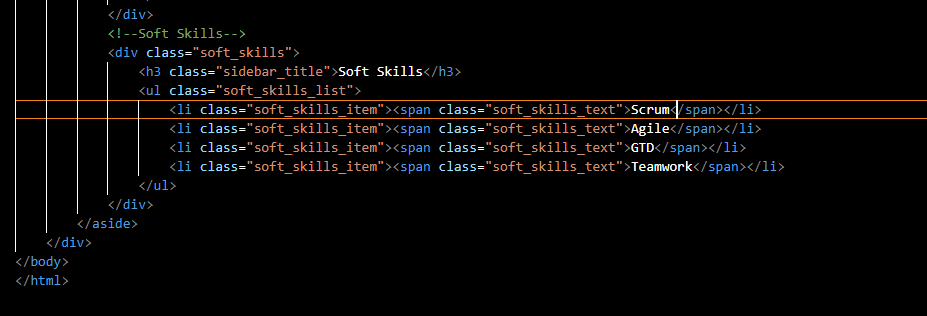 </div>
<!--Soft Skills-->
<div class="soft_skills">
<h3 class="sidebar_title">Soft Skills</h3>
<ul class="soft_skills_list">
<li class="soft_skills_item"><span class="soft_skills_text">Scrum</span></li>
<li class="soft_skills_item"><span class="soft_skills_text">Agile</span></li>
<li class="soft_skills_item"><span class="soft_skills_text">GTD</span></li>
<li class="soft_skills_item"><span class="soft_skills_text">Teamwork</span></li>
</ul>
</div>
</aside>
</div>
</body>
</html>